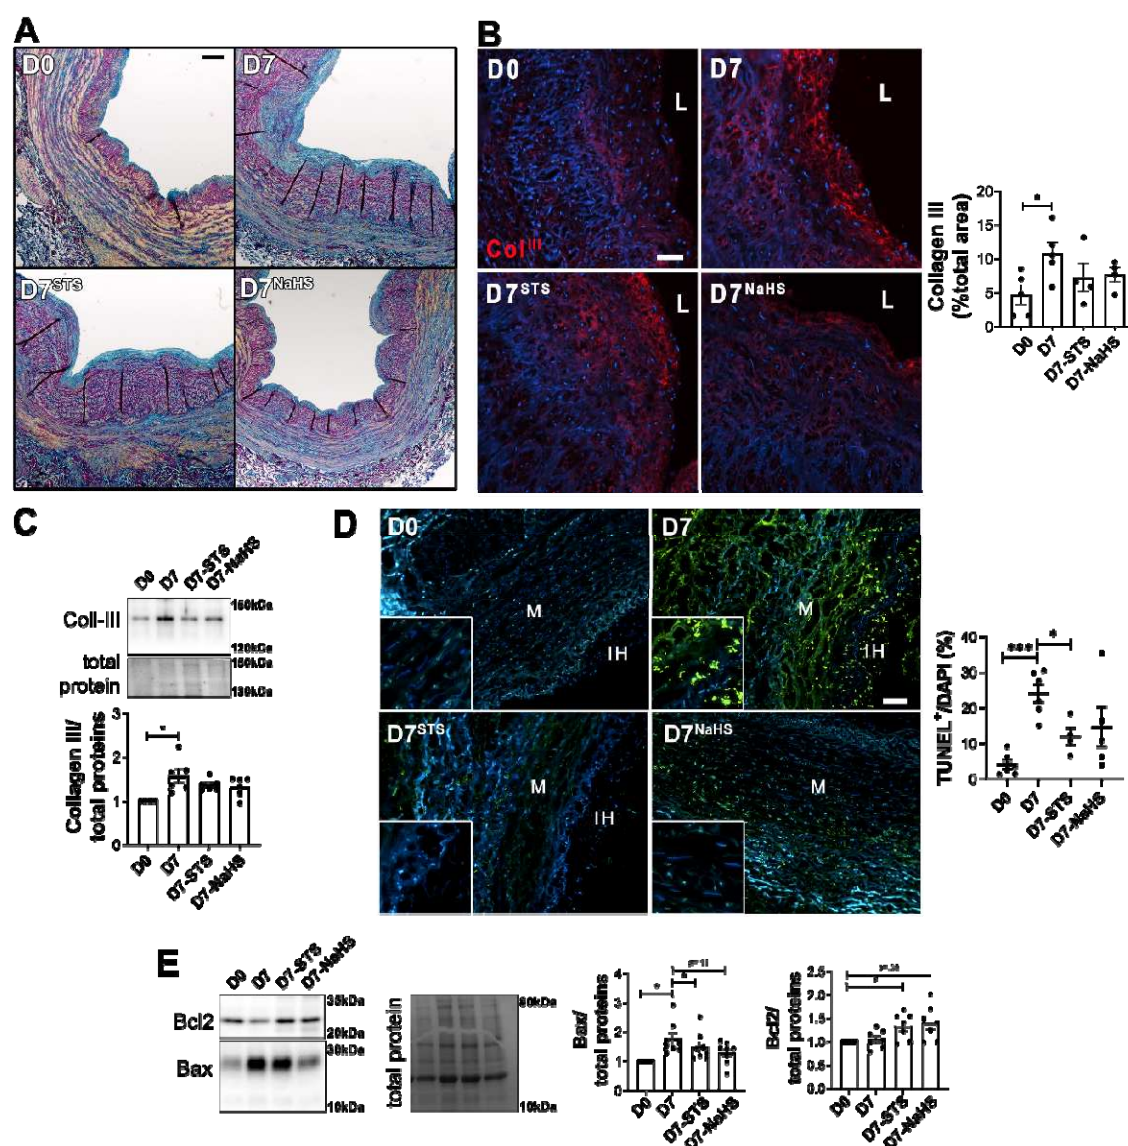 A
D0
D7
D7STS
D7NaHS
B
D0
L
D7
L
ColIII
D7STS
L
D7NaHS
L
Collagen III
(%total area)
20
15
10
5
0
*
D0
D7
D7-STS
D7-NaHS
C
D0
D7
D7-STS
D7-NaHS
Coll-III
150kDa
120kDa
total
protein
150kDa
130kDa
Collagen III/
total proteins
3
2
1
0
*
D0
D7
D7-STS
D7-NaHS
D
D0
M
IH
D7
M
IH
D7STS
M
IH
D7NaHS
M
TUNEL+/DAPI (%)
40
30
20
10
0
***
*
D0
D7
D7-STS
D7-NaHS
E
D0
D7
D7-STS
D7-NaHS
Bcl2
35kDa
20kDa
Bax
30kDa
10kDa
total protein
80kDa
10kDa
Bax/
total proteins
4
3
2
1
0
*
D0
D7
D7-STS
D7-NaHS
Bcl2/
total proteins
2.5
2.0
1.5
1.0
0.5
0.0
D0
D7
D7-STS
D7-NaHS